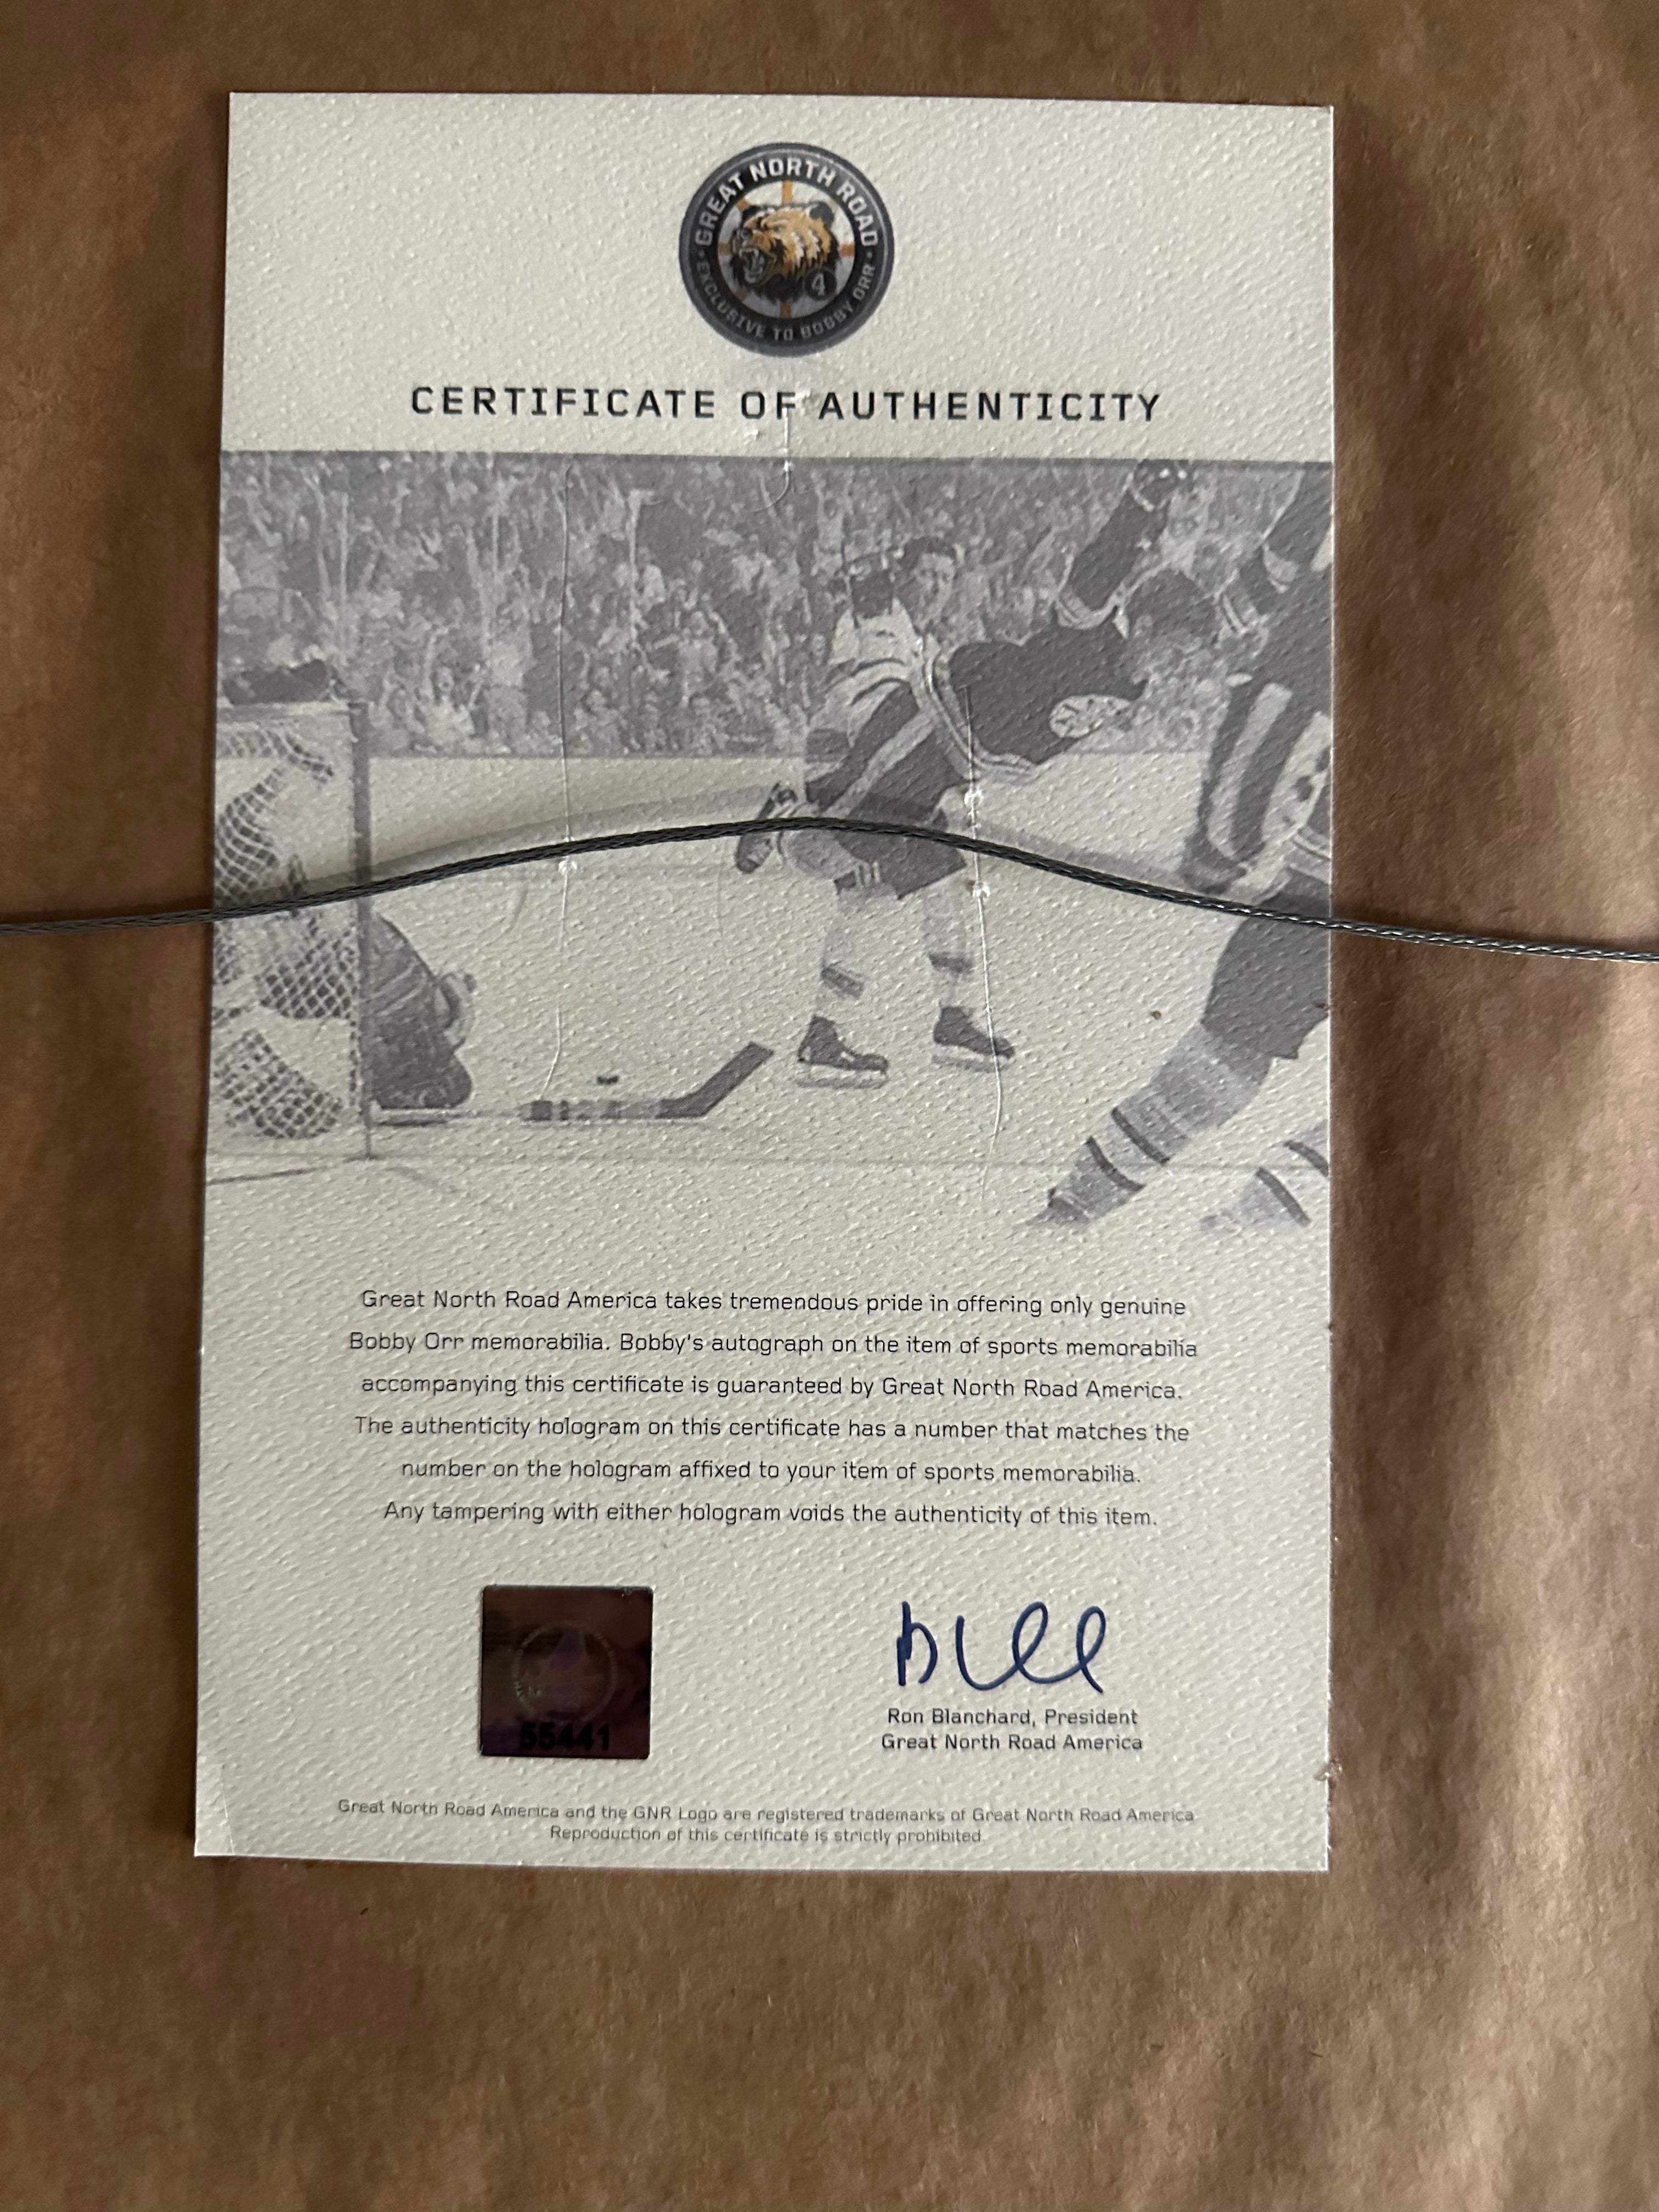 GREAT NORTH ROAD
EXCLUSIVE TO BOBBY ORR
4
CERTIFICATE OF AUTHENTICITY
Great North Road America takes tremendous pride in offering only genuine
Bobby Orr memorabilia. Bobby's autograph on the item of sports memorabilia
accompanying this certificate is guaranteed by Great North Road America.
The authenticity hologram on this certificate has a number that matches the
number on the hologram affixed to your item of sports memorabilia.
Any tampering with either hologram voids the authenticity of this item.
55441
Ron Blanchard, President
Great North Road America
Great North Road America and the GNR Logo are registered trademarks of Great North Road America
Reproduction of this certificate is strictly prohibited.